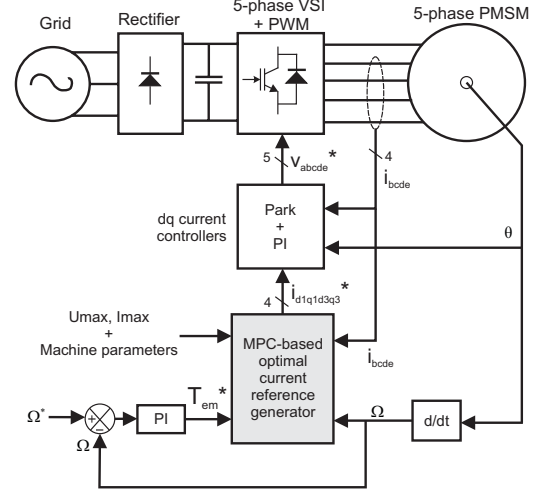 Grid
Rectifier
5-phase VSI
+ PWM
5-phase PMSM
5
v_abcde*
4
i_bcde
dq current
controllers
Park
+
PI
θ
4
i_d1q1d3q3*
Umax, Imax
+
Machine parameters
MPC-based
optimal
current
reference
generator
i_bcde
Ω*
+
−
PI
T_em*
Ω
d/dt
Ω